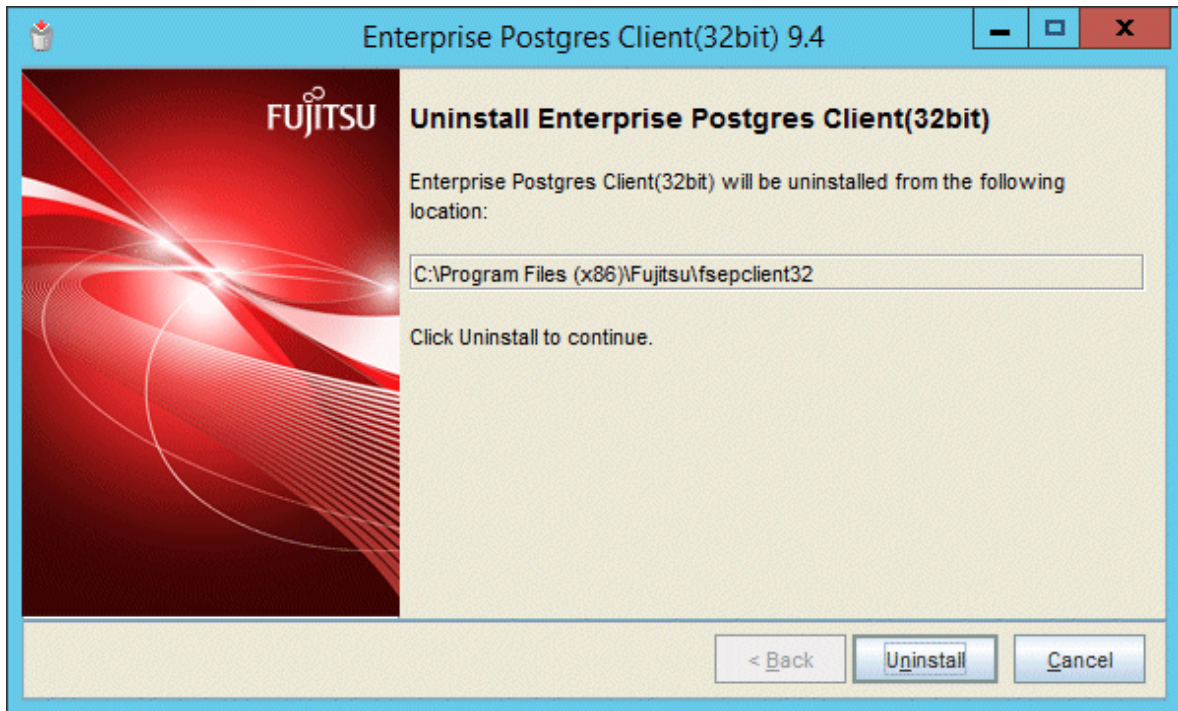 Enterprise Postgres Client(32bit) 9.4
FUJITSU
Uninstall Enterprise Postgres Client(32bit)
Enterprise Postgres Client(32bit) will be uninstalled from the following
location:
C:\Program Files (x86)\Fujitsu\fsepclient32
Click Uninstall to continue.
< Back
Uninstall
Cancel